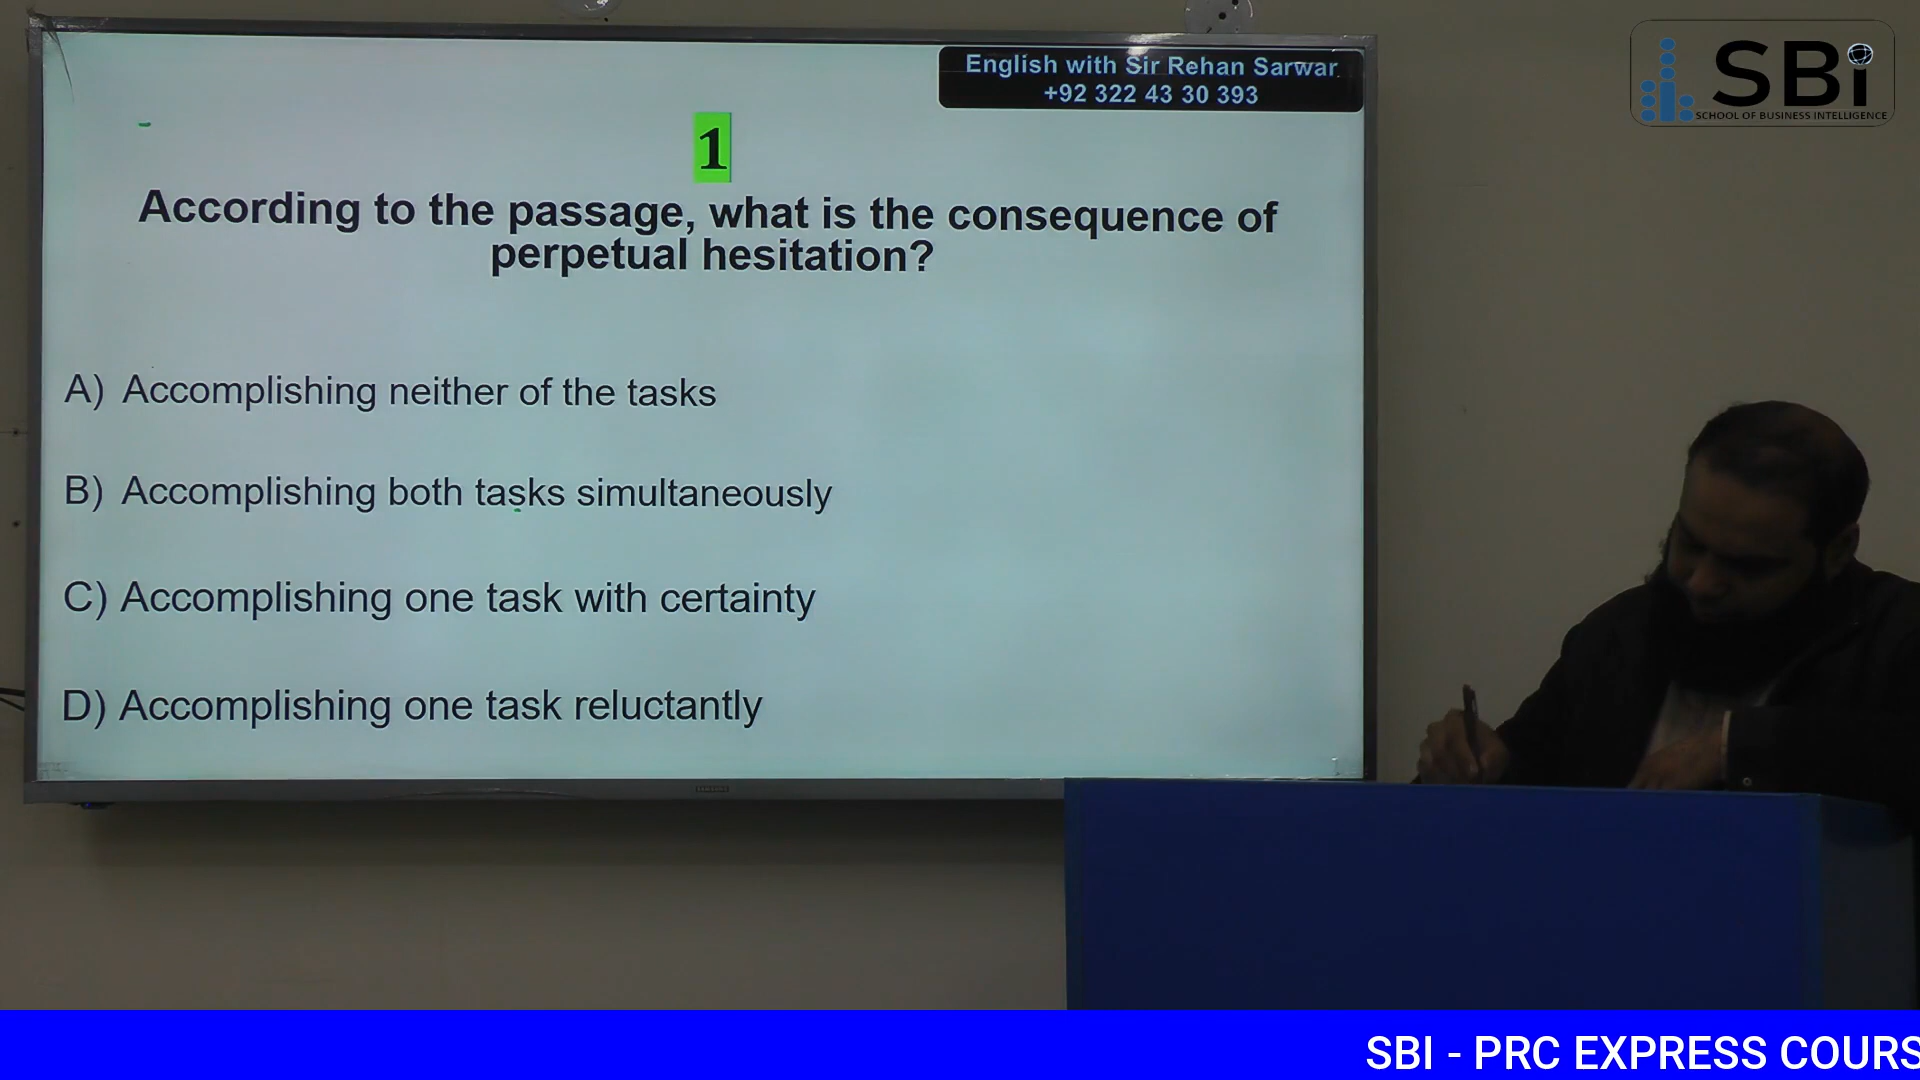 English with Sir Rehan Sarwar
+92 322 43 30 393
SBi
SCHOOL OF BUSINESS INTELLIGENCE
1
According to the passage, what is the consequence of
perpetual hesitation?
A) Accomplishing neither of the tasks
B) Accomplishing both tasks simultaneously
C) Accomplishing one task with certainty
D) Accomplishing one task reluctantly
SAMSUNG
SBI - PRC EXPRESS COURS